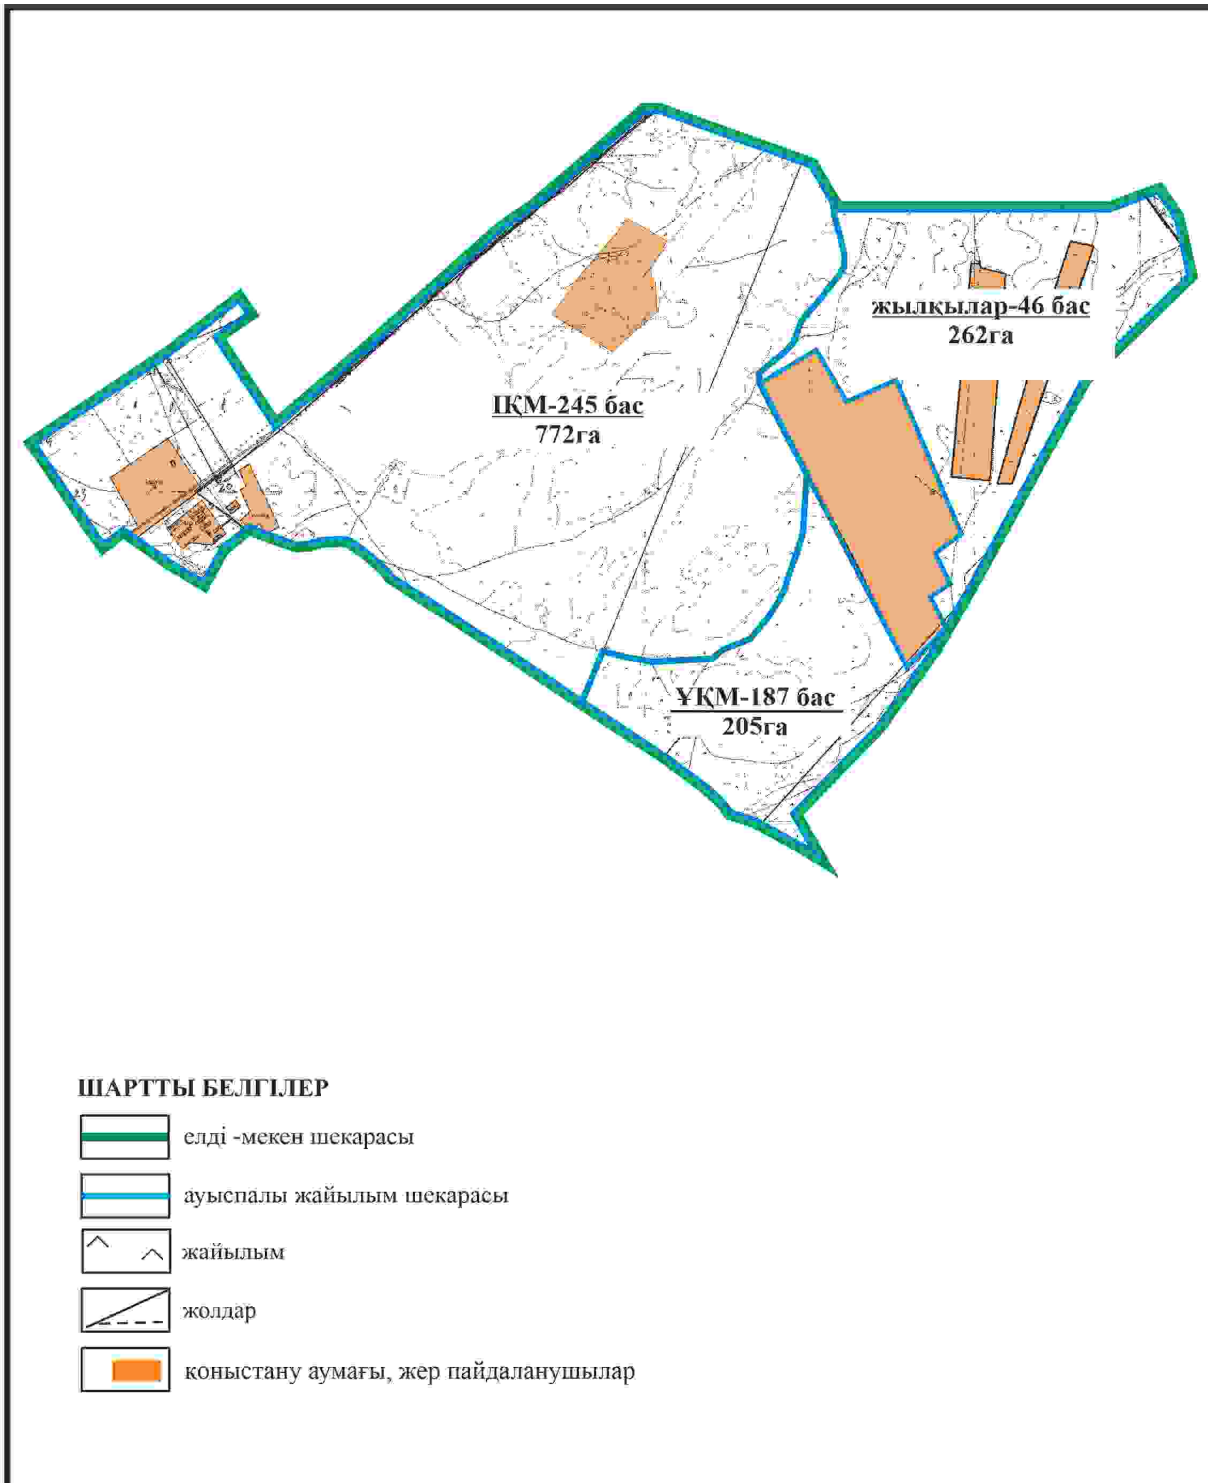 жылқылар-46 бас
262га
ІҚМ-245 бас
772га
ҰҚМ-187 бас
205га
ШАРТТЫ БЕЛГІЛЕР
елді -мекен шекарасы
ауыспалы жайылым шекарасы
жайылым
жолдар
қоныстану аумағы, жер пайдаланушылар